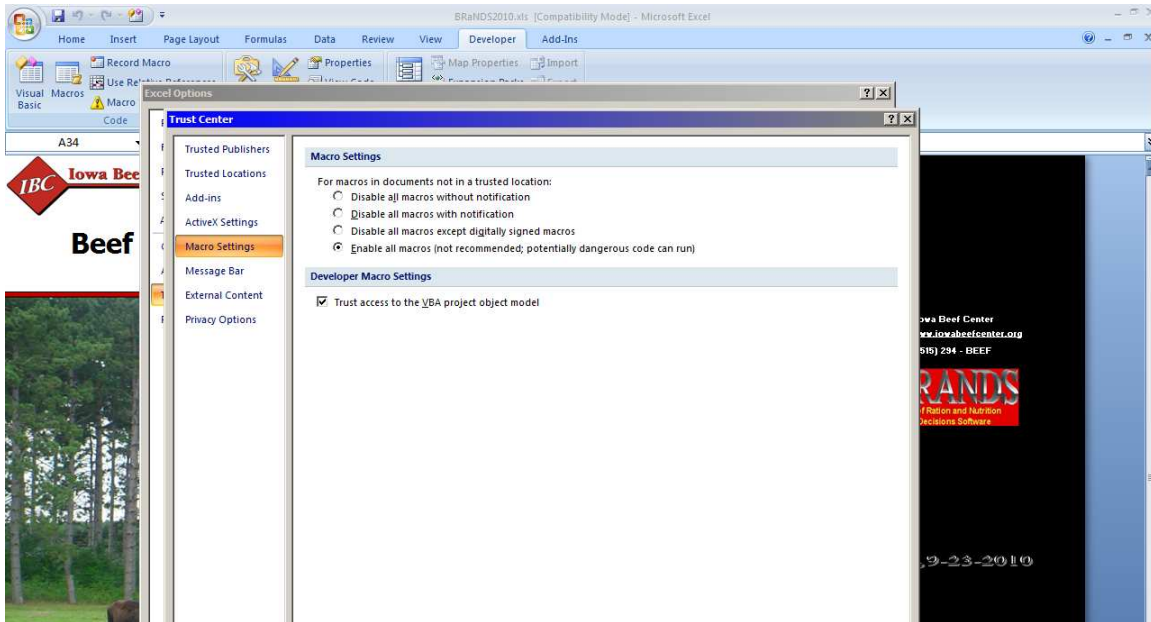 BRaNDS2010.xls [Compatibility Mode] - Microsoft Excel
Home Insert Page Layout Formulas Data Review View Developer Add-Ins
Record Macro Properties Map Properties Import
Visual Basic Macros Macro
Code
Excel Options
Trust Center
A34
IBC Iowa Bee
Beef
Trusted Publishers
Trusted Locations
Add-ins
ActiveX Settings
Macro Settings
Message Bar
External Content
Privacy Options
Macro Settings
For macros in documents not in a trusted location:
Disable all macros without notification
Disable all macros with notification
Disable all macros except digitally signed macros
Enable all macros (not recommended; potentially dangerous code can run)
Developer Macro Settings
Trust access to the VBA project object model
owa Beef Center
ww.iowabeefcenter.org
515) 294 - BEEF
RANDS
f Ration and Nutrition
Decisions Software
9-23-2010